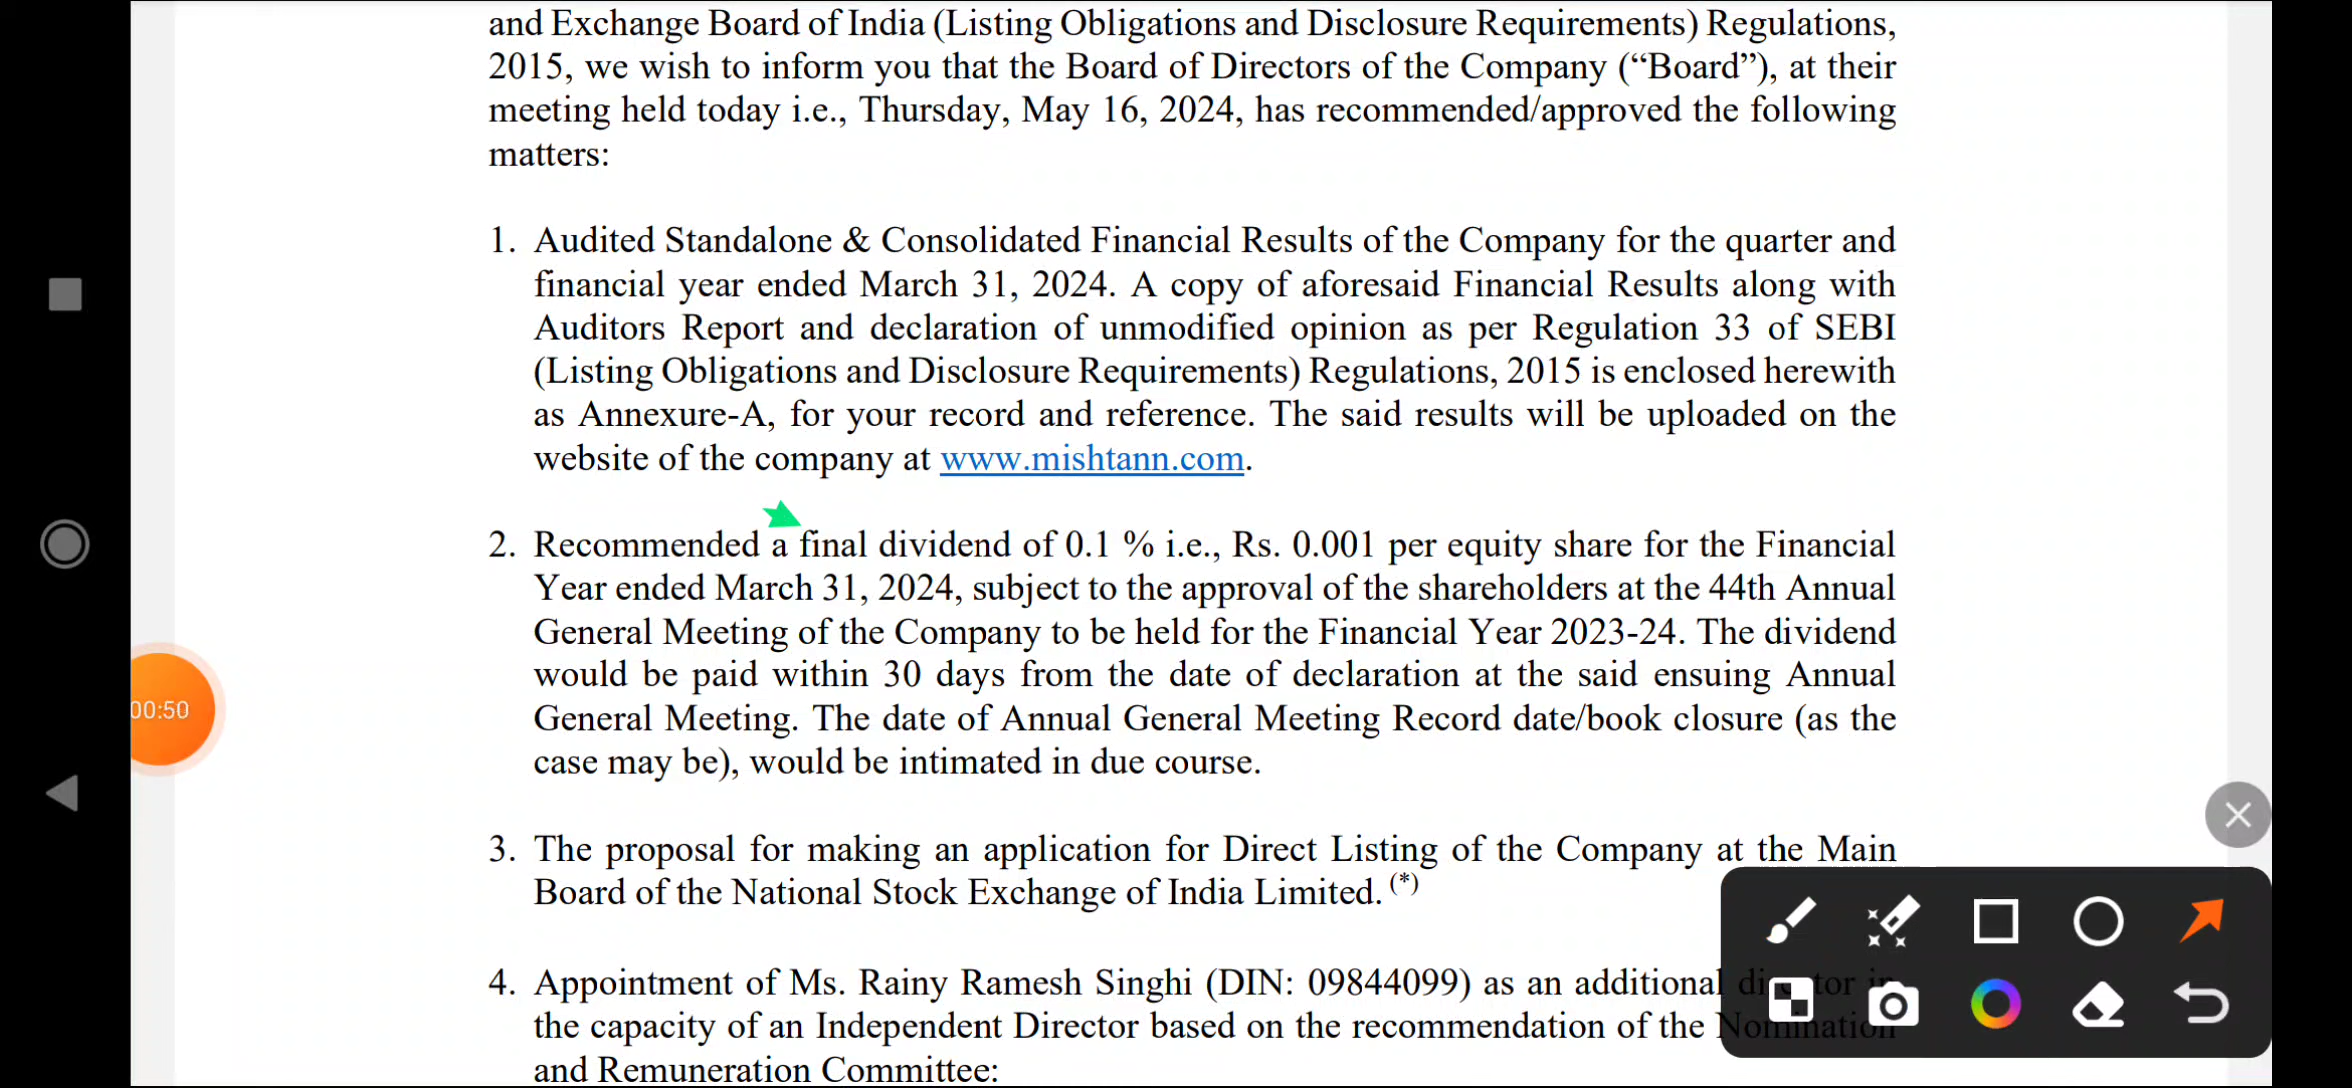 and Exchange Board of India (Listing Obligations and Disclosure Requirements) Regulations,
2015, we wish to inform you that the Board of Directors of the Company (“Board”), at their
meeting held today i.e., Thursday, May 16, 2024, has recommended/approved the following
matters:
1. Audited Standalone & Consolidated Financial Results of the Company for the quarter and
financial year ended March 31, 2024. A copy of aforesaid Financial Results along with
Auditors Report and declaration of unmodified opinion as per Regulation 33 of SEBI
(Listing Obligations and Disclosure Requirements) Regulations, 2015 is enclosed herewith
as Annexure-A, for your record and reference. The said results will be uploaded on the
website of the company at www.mishtann.com.
2. Recommended a final dividend of 0.1 % i.e., Rs. 0.001 per equity share for the Financial
Year ended March 31, 2024, subject to the approval of the shareholders at the 44th Annual
General Meeting of the Company to be held for the Financial Year 2023-24. The dividend
would be paid within 30 days from the date of declaration at the said ensuing Annual
00:50
General Meeting. The date of Annual General Meeting Record date/book closure (as the
case may be), would be intimated in due course.
3. The proposal for making an application for Direct Listing of the Company at the Main
Board of the National Stock Exchange of India Limited. (*)
4. Appointment of Ms. Rainy Ramesh Singhi (DIN: 09844099) as an additional director in
the capacity of an Independent Director based on the recommendation of the Nomination
and Remuneration Committee: